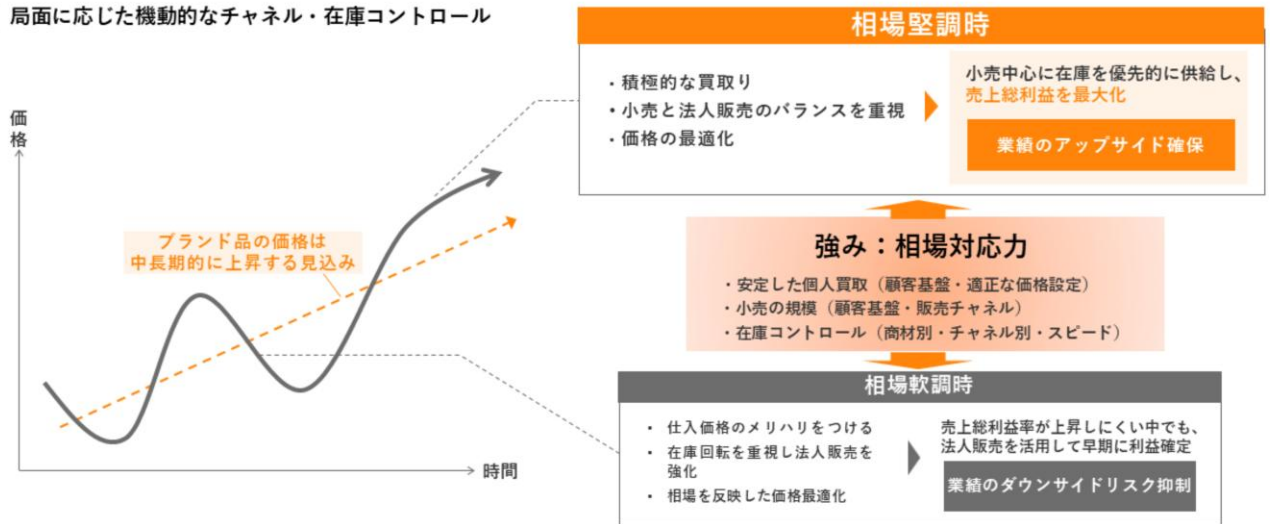 局面に応じた機動的なチャネル・在庫コントロール
価格
時間
ブランド品の価格は
中長期的に上昇する見込み
相場堅調時
・積極的な買取り
・小売と法人販売のバランスを重視
・価格の最適化
小売中心に在庫を優先的に供給し、
売上総利益を最大化
業績のアップサイド確保
強み：相場対応力
・安定した個人買取（顧客基盤・適正な価格設定）
・小売の規模（顧客基盤・販売チャネル）
・在庫コントロール（商材別・チャネル別・スピード）
相場軟調時
・仕入価格のメリハリをつける
・在庫回転を重視し法人販売を
強化
・相場を反映した価格最適化
売上総利益率が上昇しにくい中でも、
法人販売を活用して早期に利益確定
業績のダウンサイドリスク抑制